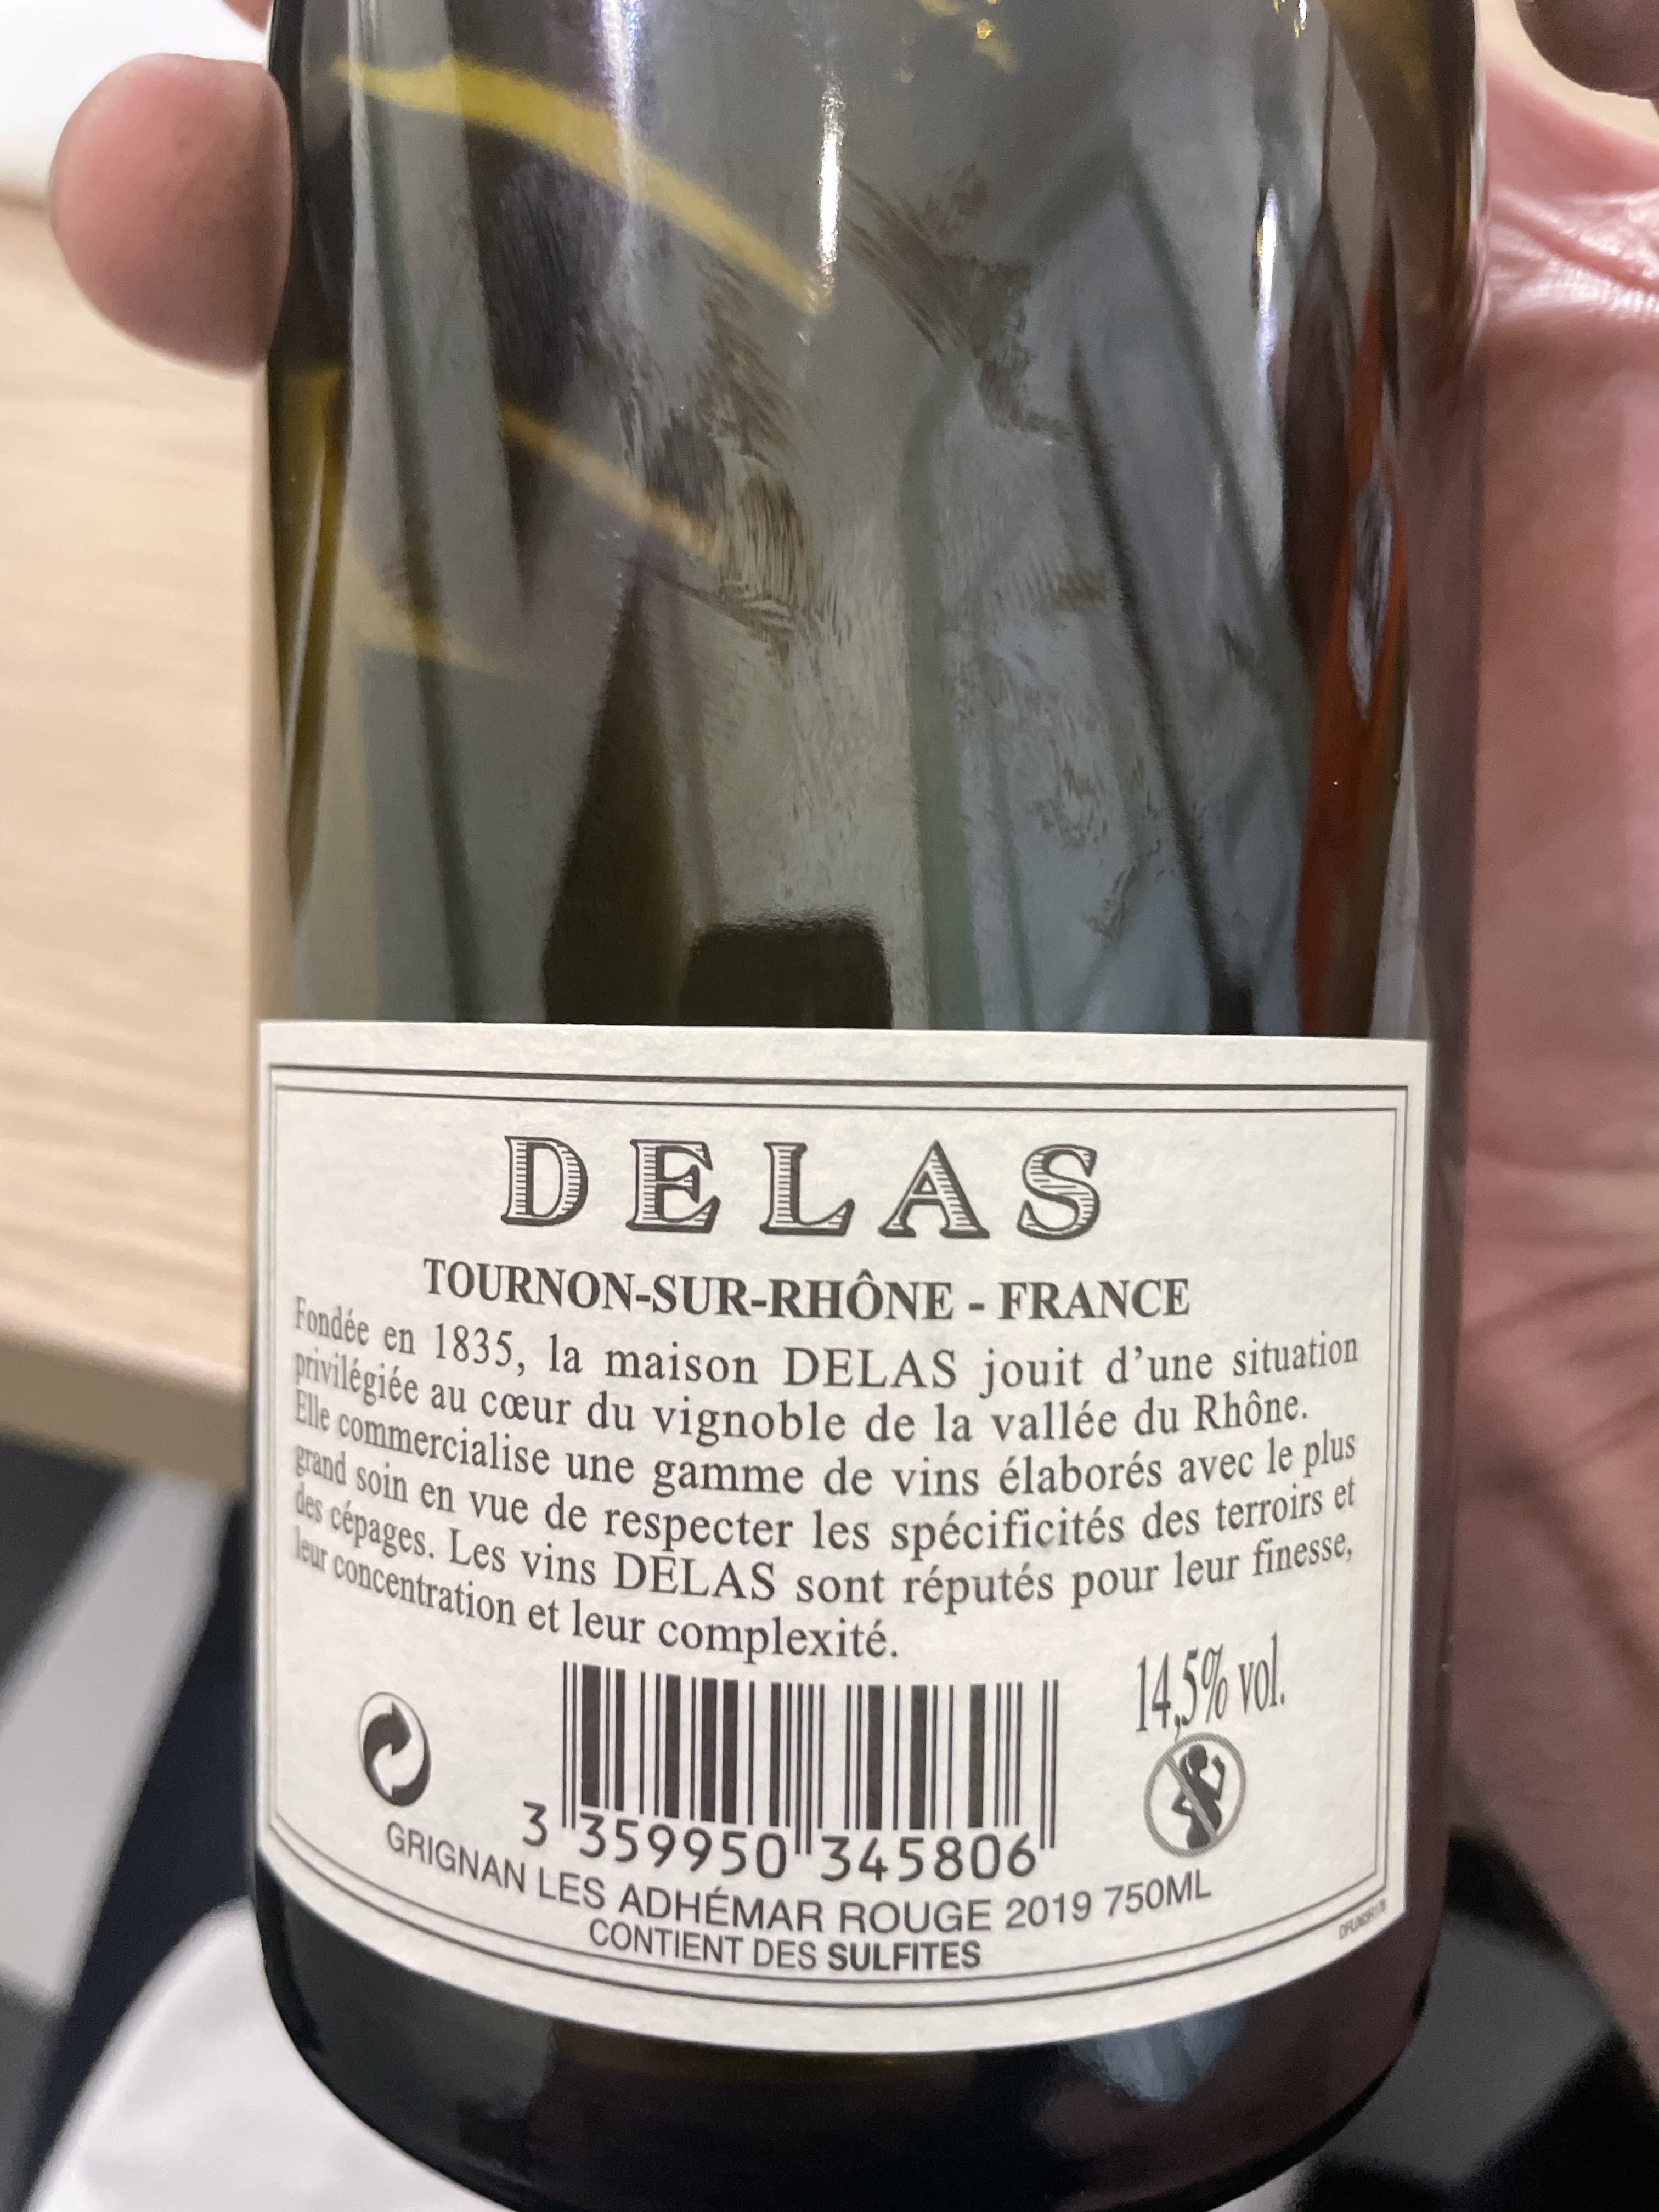 DELAS
TOURNON-SUR-RHÔNE - FRANCE
Fondée en 1835, la maison DELAS jouit d'une situation
privilégiée au cœur du vignoble de la vallée du Rhône.
Elle commercialise une gamme de vins élaborés avec le plus
grand soin en vue de respecter les spécificités des terroirs et
des cépages. Les vins DELAS sont réputés pour leur finesse,
leur concentration et leur complexité.
14,5% vol.
3 359950 345806
GRIGNAN LES ADHÉMAR ROUGE 2019 750ML
CONTIENT DES SULFITES